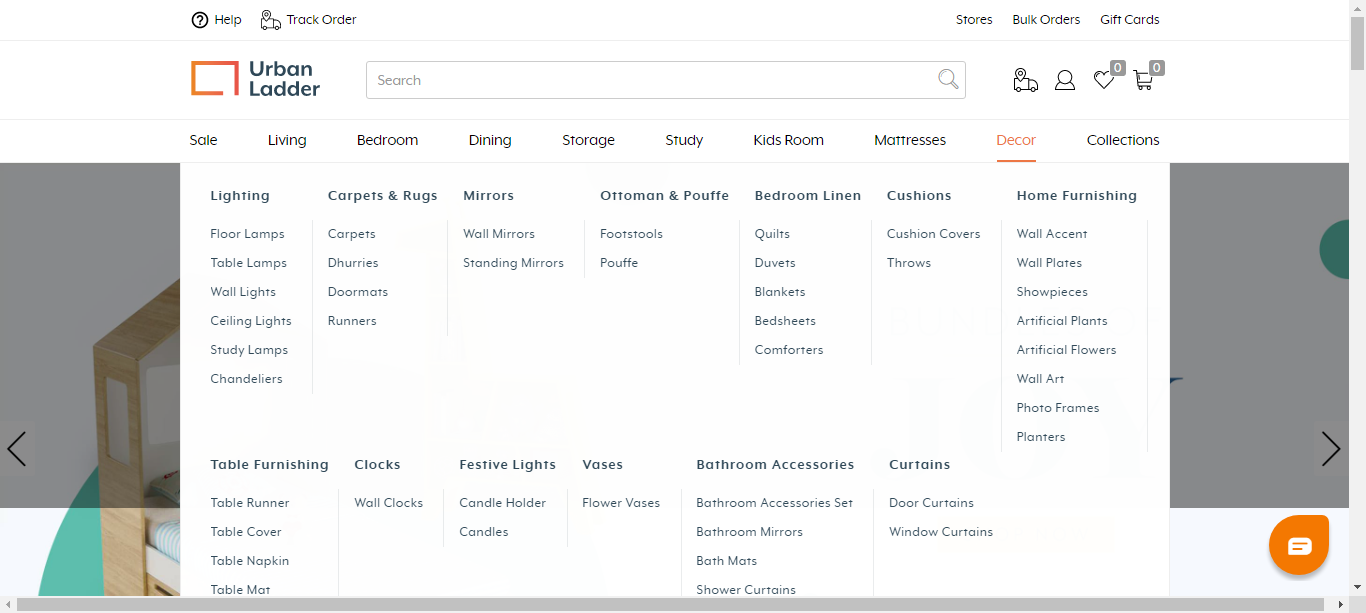 Help
Track Order
Stores
Bulk Orders
Gift Cards
Urban
Ladder
Search
0
0
Sale
Living
Bedroom
Dining
Storage
Study
Kids Room
Mattresses
Decor
Collections
Lighting
Floor Lamps
Table Lamps
Wall Lights
Ceiling Lights
Study Lamps
Chandeliers
Carpets & Rugs
Carpets
Dhurries
Doormats
Runners
Mirrors
Wall Mirrors
Standing Mirrors
Ottoman & Pouffe
Footstools
Pouffe
Bedroom Linen
Quilts
Duvets
Blankets
Bedsheets
Comforters
Cushions
Cushion Covers
Throws
Home Furnishing
Wall Accent
Wall Plates
Showpieces
Artificial Plants
Artificial Flowers
Wall Art
Photo Frames
Planters
Table Furnishing
Table Runner
Table Cover
Table Napkin
Table Mat
Clocks
Wall Clocks
Festive Lights
Candle Holder
Candles
Vases
Flower Vases
Bathroom Accessories
Bathroom Accessories Set
Bathroom Mirrors
Bath Mats
Shower Curtains
Curtains
Door Curtains
Window Curtains